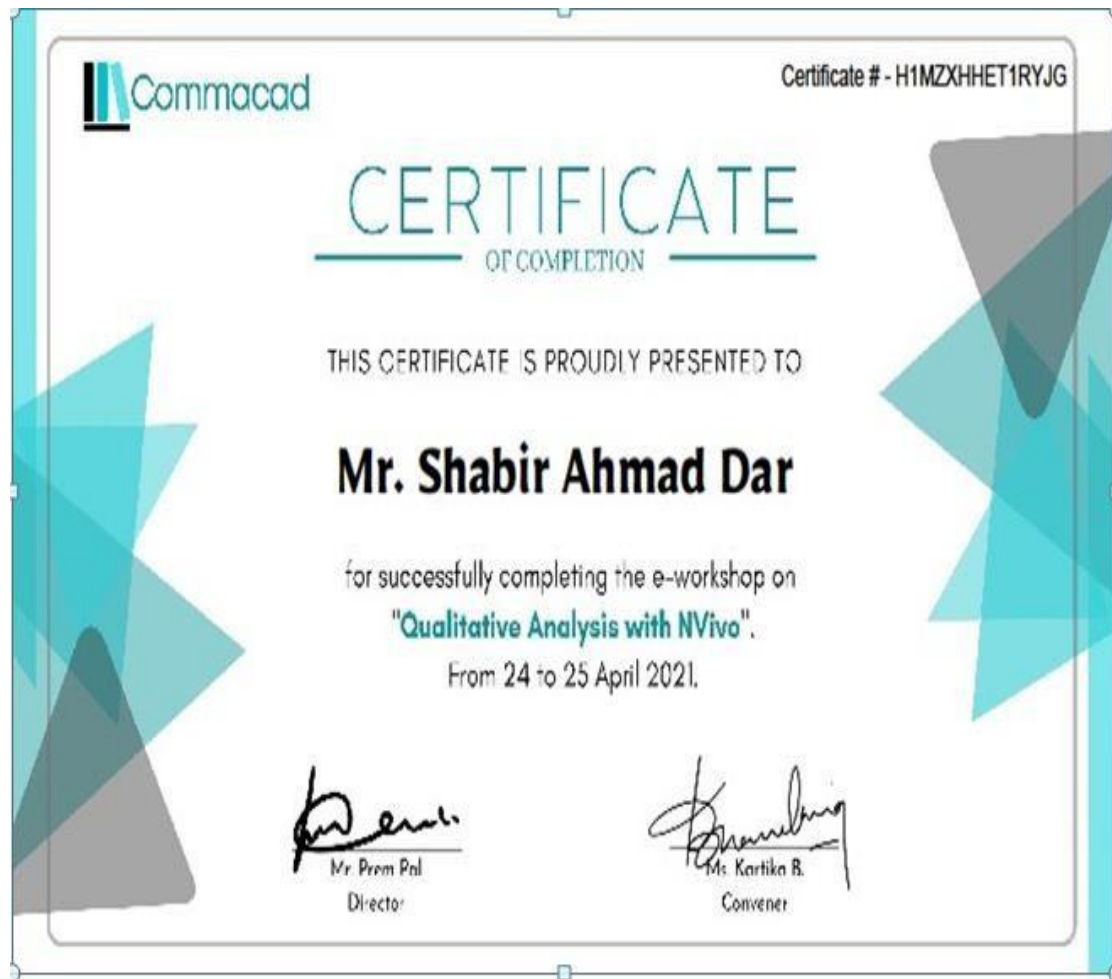 Commacad
Certificate # - H1MZXHHET1RYJG
CERTIFICATE
OF COMPLETION
THIS CERTIFICATE IS PROUDLY PRESENTED TO
Mr. Shabir Ahmad Dar
for successfully completing the e-workshop on
"Qualitative Analysis with NVivo".
From 24 to 25 April 2021.
Mr. Prem Pal
Ms. Kartika B.
Director
Convener